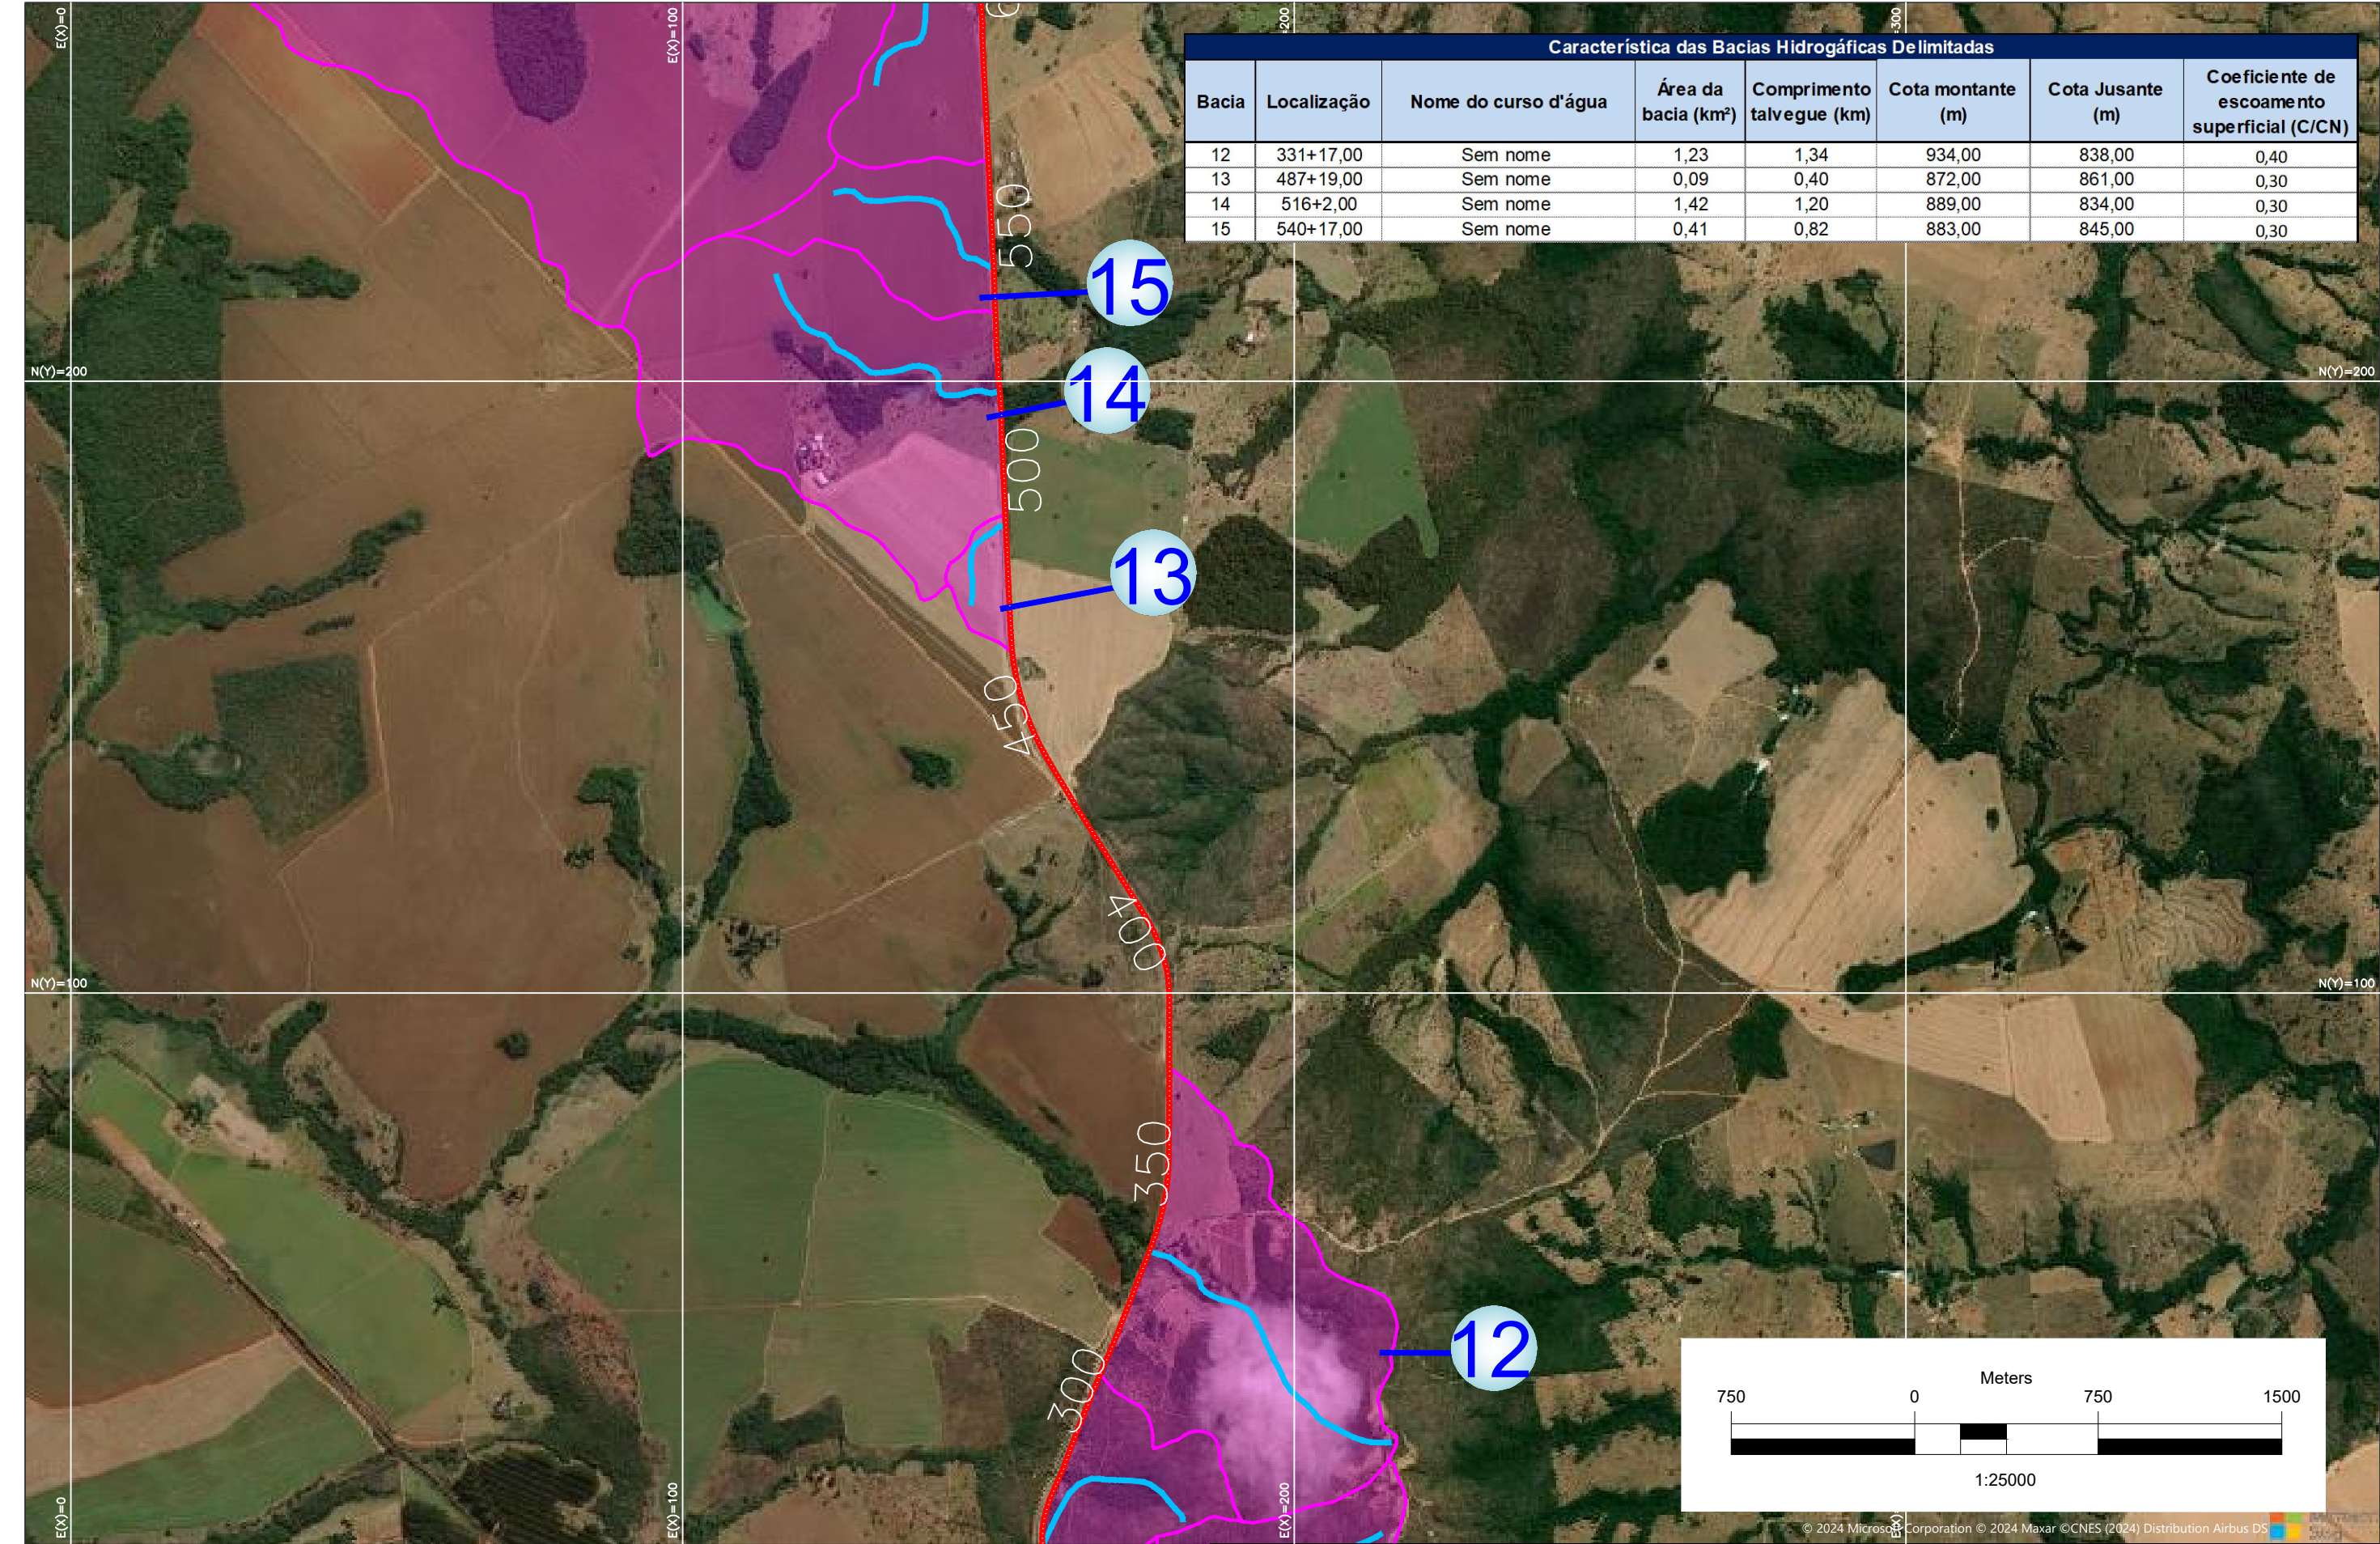 E(X)=0
E(X)=100
=200
=300
Característica das Bacias Hidrogáficas Delimitadas
Bacia Localização Nome do curso d'água Área da bacia (km²) Comprimento talvegue (km) Cota montante (m) Cota Jusante (m) Coeficiente de escoamento superficial (C/CN)
12 331+17,00 Sem nome 1,23 1,34 934,00 838,00 0,40
13 487+19,00 Sem nome 0,09 0,40 872,00 861,00 0,30
14 516+2,00 Sem nome 1,42 1,20 889,00 834,00 0,30
15 540+17,00 Sem nome 0,41 0,82 883,00 845,00 0,30
550
15
N(Y)=200
N(Y)=200
14
500
13
450
400
N(Y)=100
N(Y)=100
350
12
300
Meters
750 0 750 1500
1:25000
E(X)=0
E(X)=100
E(X)=200
E(X)
© 2024 Microsoft Corporation © 2024 Maxar ©CNES (2024) Distribution Airbus DS